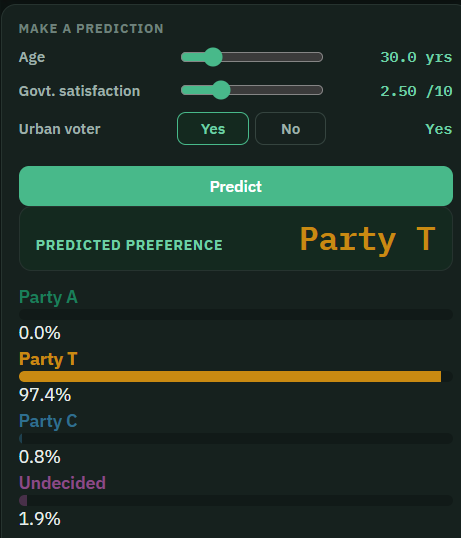 MAKE A PREDICTION
Age 30.0 yrs
Govt. satisfaction 2.50 /10
Urban voter Yes No Yes
Predict
PREDICTED PREFERENCE Party T
Party A
0.0%
Party T
97.4%
Party C
0.8%
Undecided
1.9%